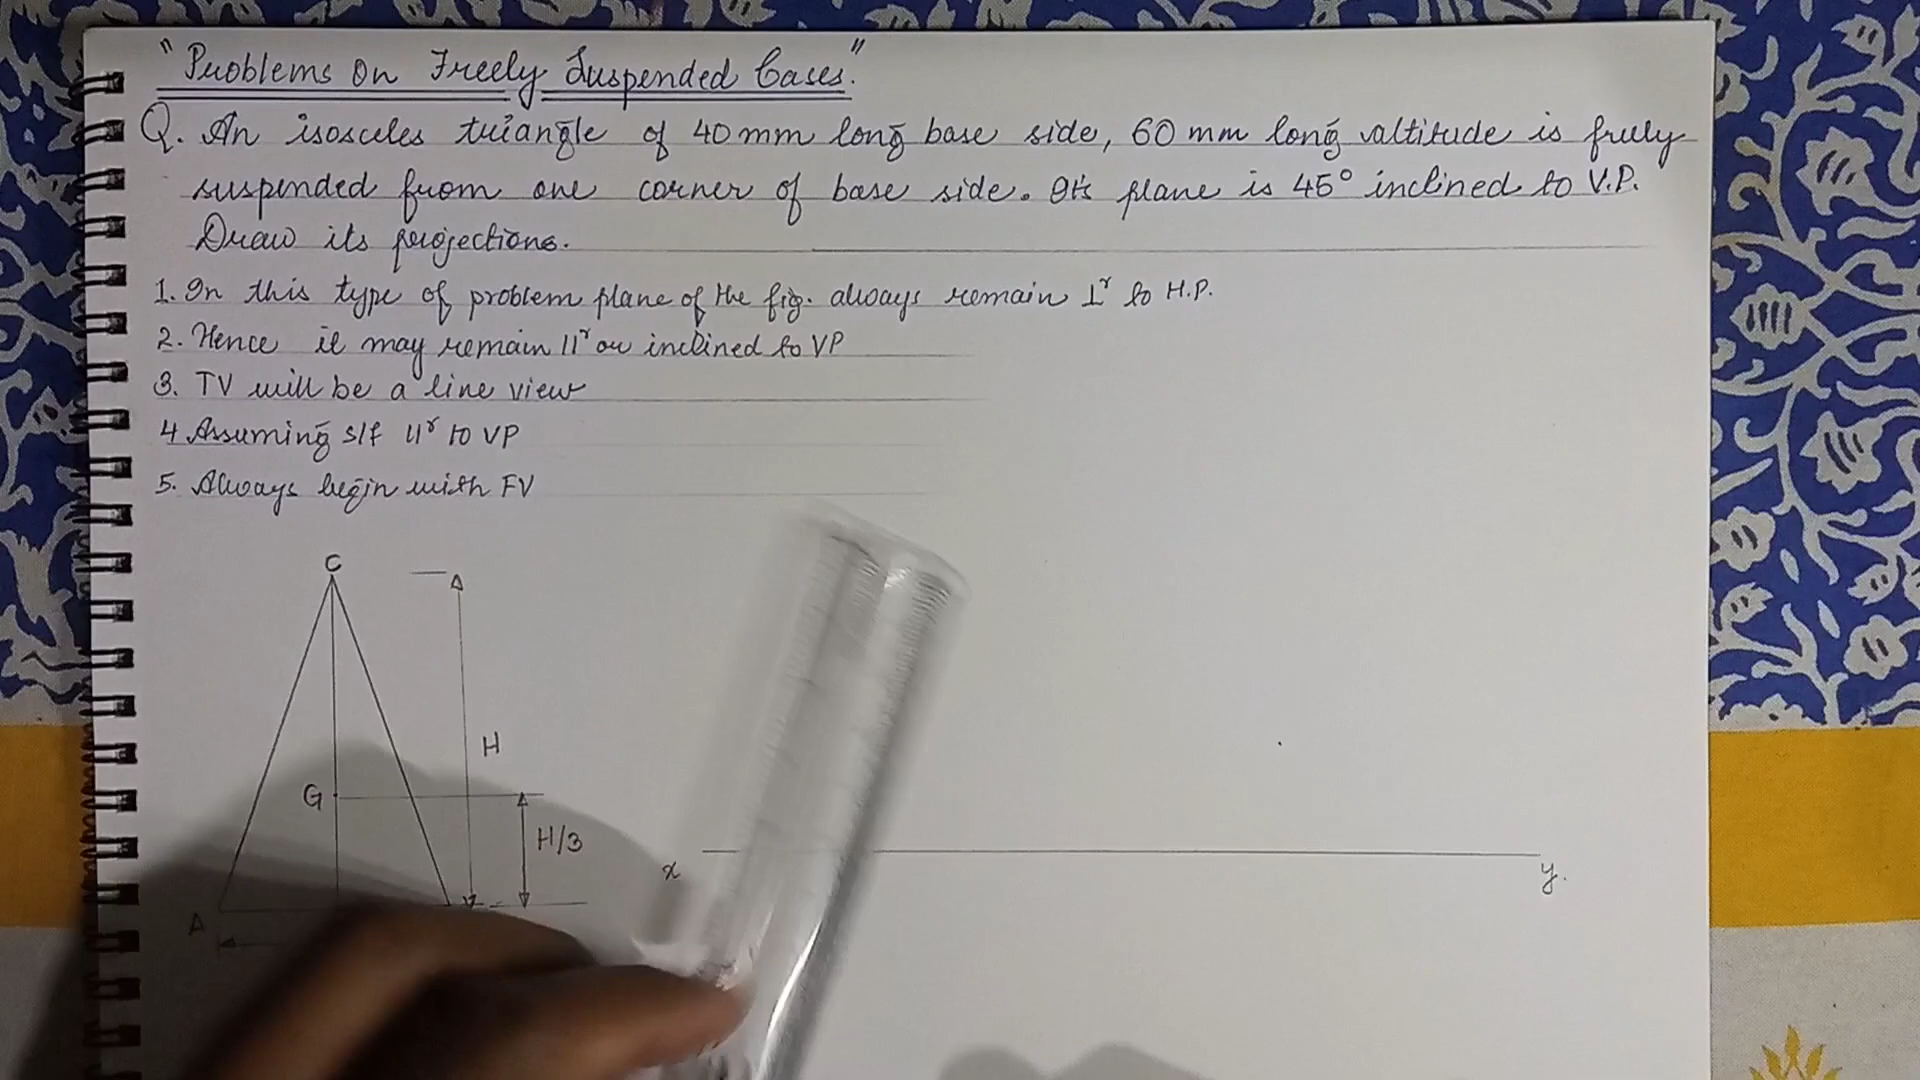 "Problems on Freely Suspended Cases."
Q. An isosceles triangle of 40 mm long base side, 60 mm long altitude is freely
suspended from one corner of base side. It's plane is 45° inclined to V.P.
Draw its projections.
1. In this type of problem plane of the fig. always remain ⊥r to H.P.
2. Hence it may remain 11r or inclined to VP
3. TV will be a line view
4 Assuming s/f 11r to VP
5. Always begin with FV
C
H
G
H/3
x
y.
A